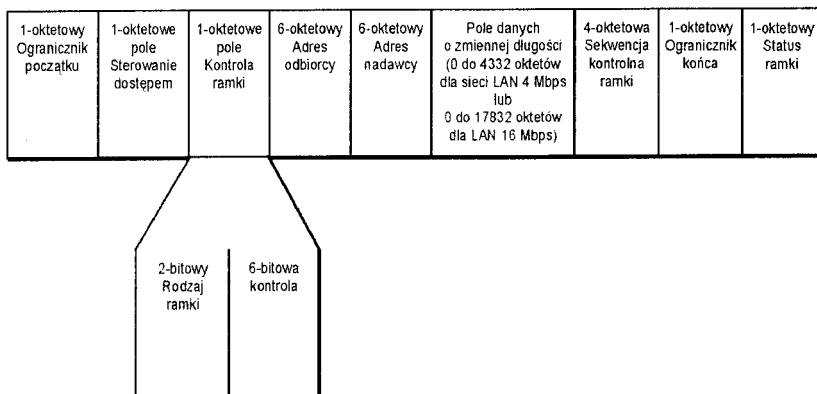 1-oktetowy
Ogranicznik
początku
1-oktetowe
pole
Sterowanie
dostępem
1-oktetowe
pole
Kontrola
ramki
6-oktetowy
Adres
odbiorcy
6-oktetowy
Adres
nadawcy
Pole danych
o zmiennej długości
(0 do 4332 oktetów
dla sieci LAN 4 Mbps
lub
0 do 17832 oktetów
dla LAN 16 Mbps)
4-oktetowa
Sekwencja
kontrolna
ramki
1-oktetowy
Ogranicznik
końca
1-oktetowy
Status
ramki
2-bitowy
Rodzaj
ramki
6-bitowa
kontrola